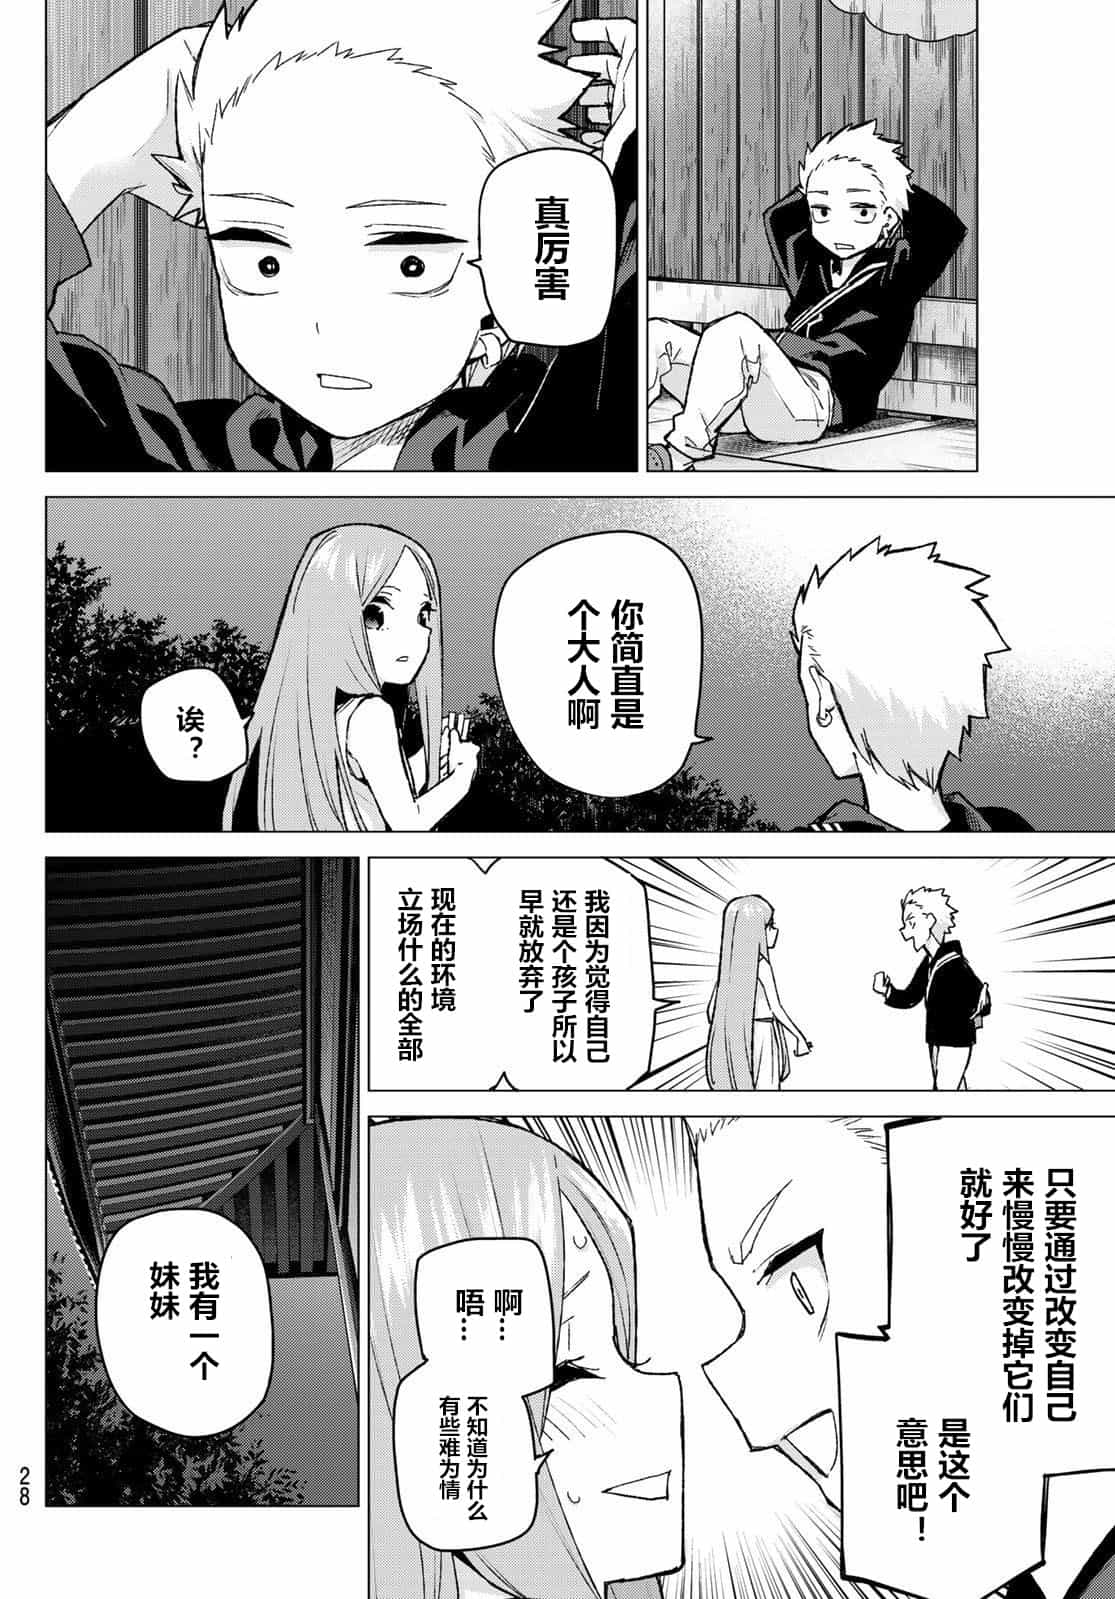 真厉害
你简直是
个大人啊
诶？
我因为觉得自己
还是个孩子所以
早就放弃了
现在的环境
立场什么的全部
只要通过改变自己
来慢慢改变掉它们
就好了
是这个
意思吧！
啊…
唔…
不知道为什么
有些难为情
我有一个
妹妹
28